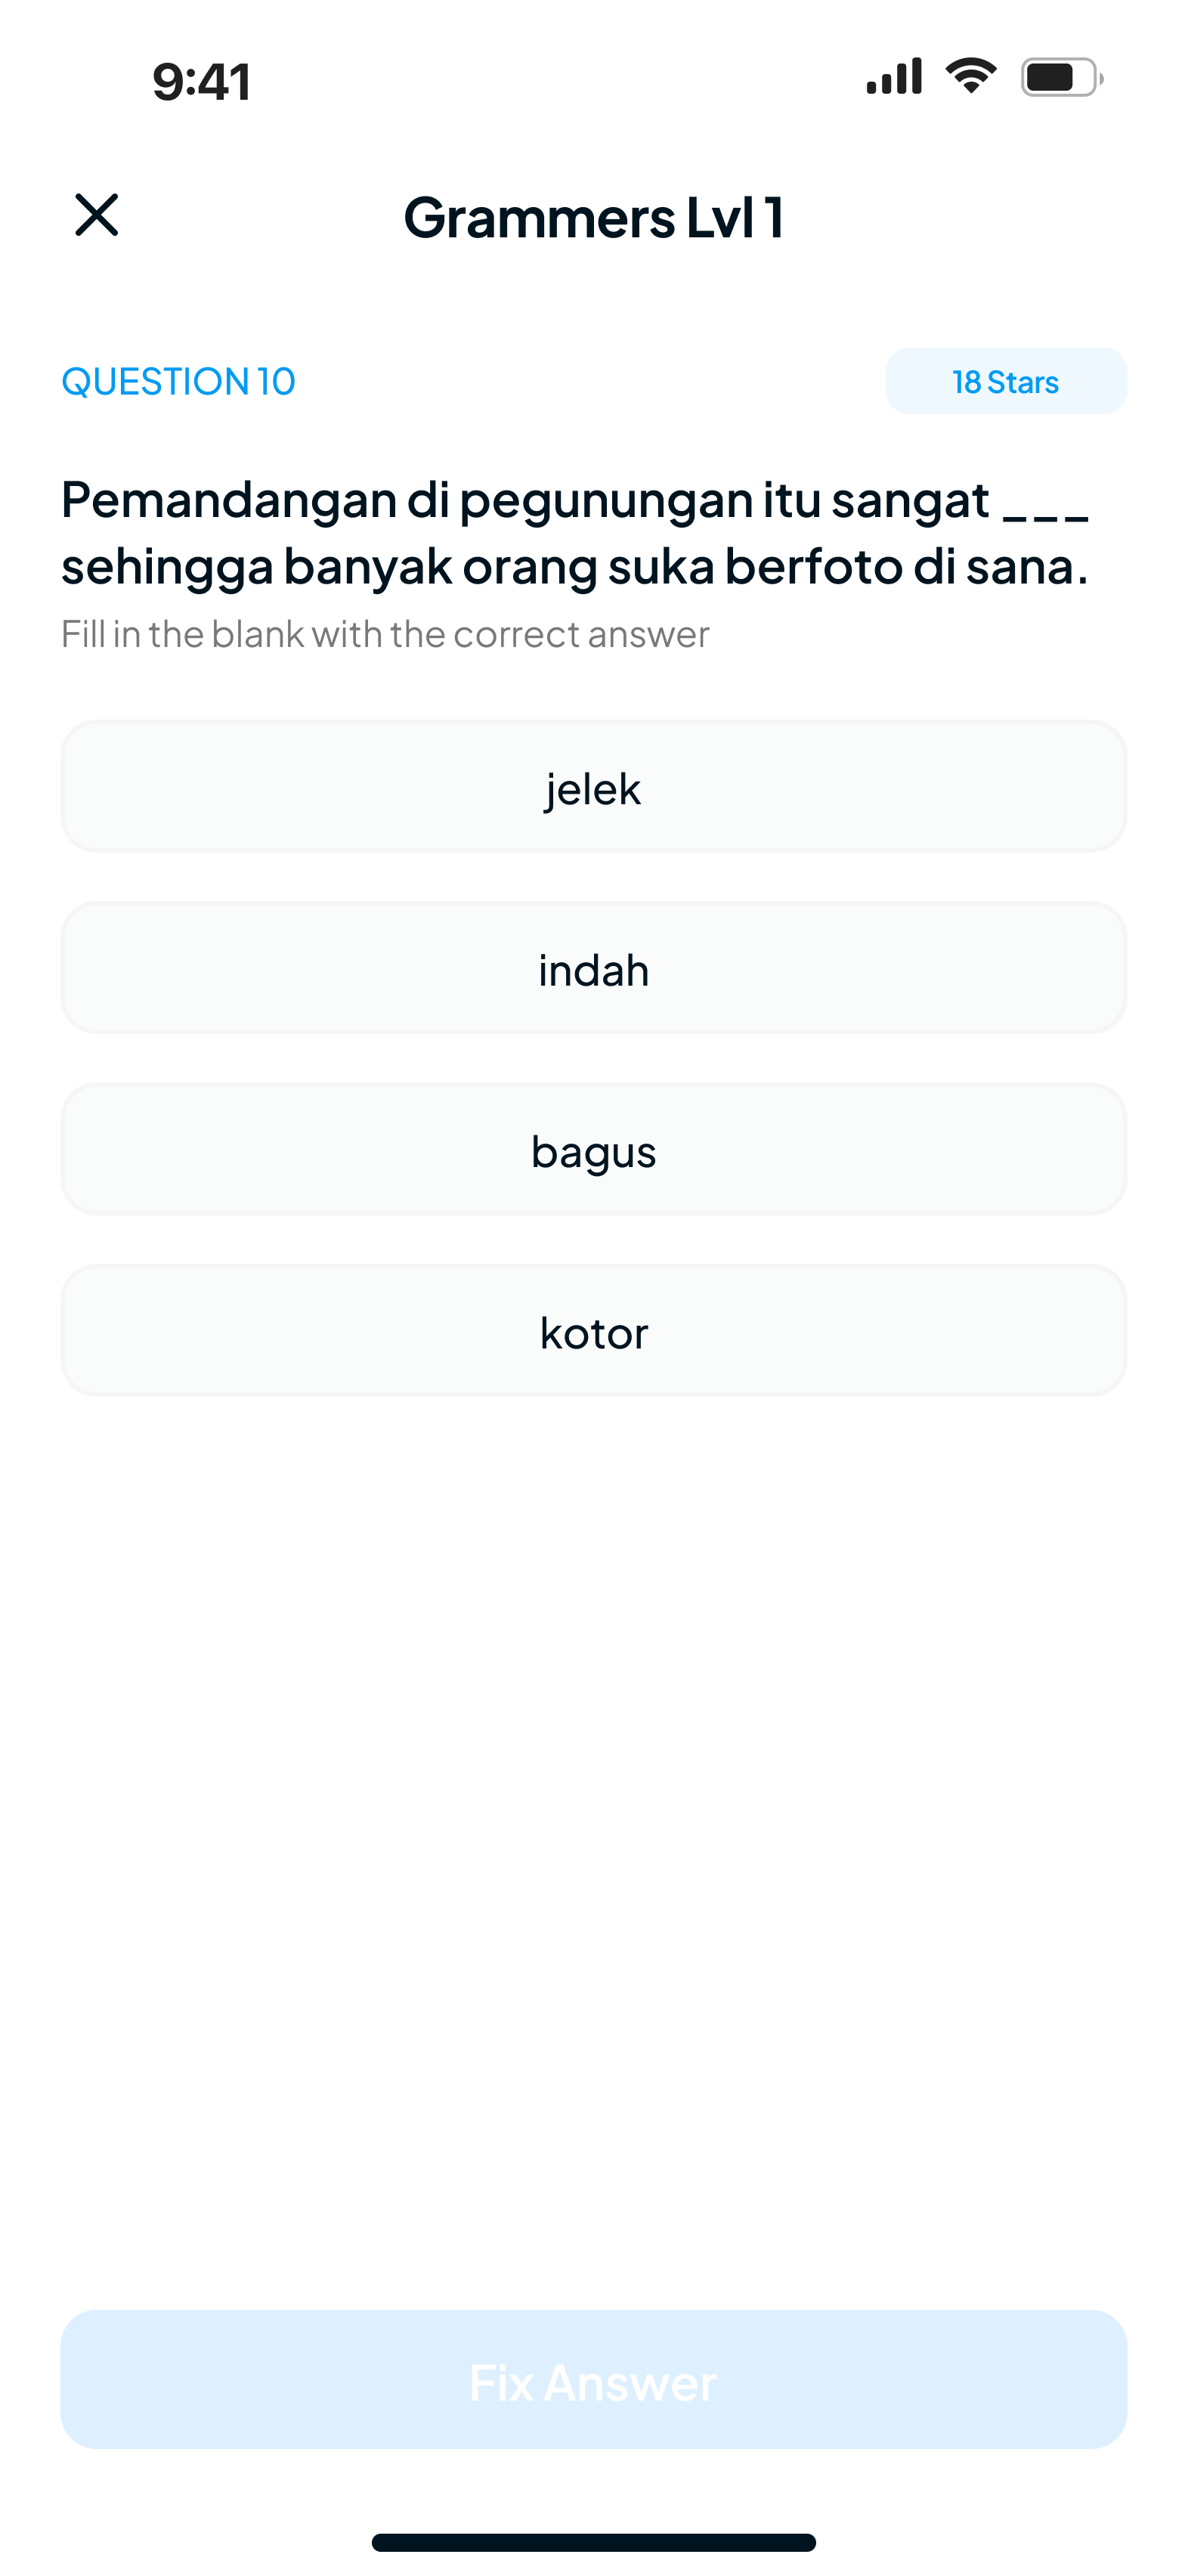 9:41
Grammers Lvl 1
QUESTION 10
18 Stars
Pemandangan di pegunungan itu sangat ___
sehingga banyak orang suka berfoto di sana.
Fill in the blank with the correct answer
jelek
indah
bagus
kotor
Fix Answer